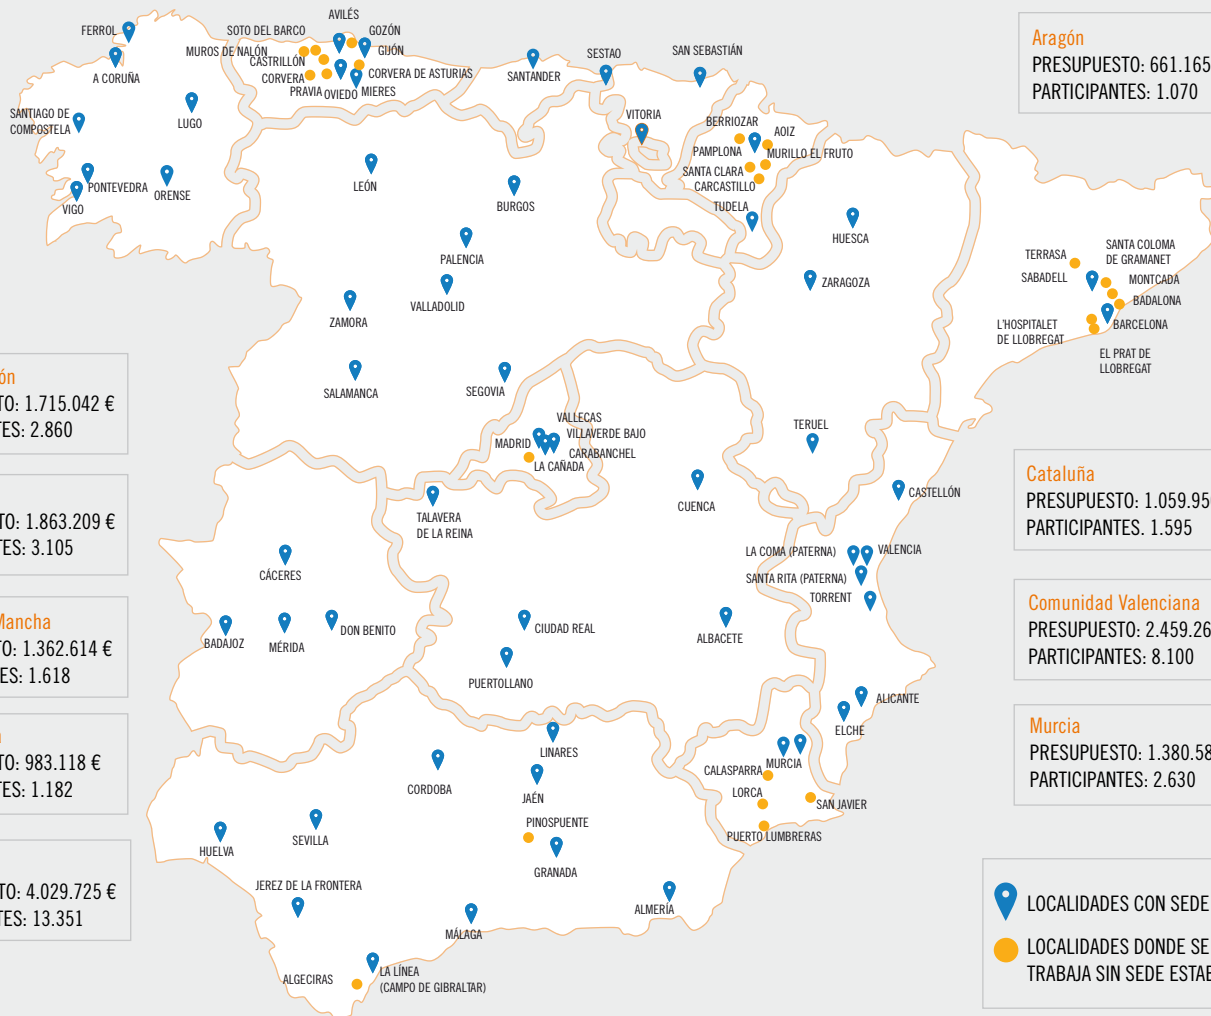 AVILÉS
FERROL
SOTO DEL BARCO
GOZÓN
MUROS DE NALÓN
GIJÓN
CASTRILLÓN
A CORUÑA
CORVERA
CORVERA DE ASTURIAS
PRAVIA
OVIEDO
MIERES
SANTANDER
SESTAO
SAN SEBASTIÁN
SANTIAGO DE
COMPOSTELA
LUGO
VITORIA
BERRIOZAR
AOIZ
PAMPLONA
MURILLO EL FRUTO
SANTA CLARA
CARCASTILLO
TUDELA
PONTEVEDRA
ORENSE
VIGO
LEÓN
BURGOS
HUESCA
PALENCIA
ZARAGOZA
VALLADOLID
ZAMORA
TERRASA
SANTA COLOMA
DE GRAMANET
SABADELL
MONTCADA
BADALONA
L'HOSPITALET
DE LLOBREGAT
BARCELONA
EL PRAT DE
LLOBREGAT
SALAMANCA
SEGOVIA
VALLECAS
MADRID
VILLAVERDE BAJO
CARABANCHEL
LA CAÑADA
TERUEL
CUENCA
CASTELLÓN
TALAVERA
DE LA REINA
LA COMA (PATERNA)
VALENCIA
SANTA RITA (PATERNA)
TORRENT
CÁCERES
BADAJOZ
MÉRIDA
DON BENITO
CIUDAD REAL
ALBACETE
PUERTOLLANO
ALICANTE
ELCHE
LINARES
CORDOBA
JAÉN
CALASPARRA
MURCIA
LORCA
SAN JAVIER
PUERTO LUMBRERAS
PINOSPUENTE
HUELVA
SEVILLA
GRANADA
JEREZ DE LA FRONTERA
ALMERÍA
MÁLAGA
ALGECIRAS
LA LÍNEA
(CAMPO DE GIBRALTAR)
Aragón
PRESUPUESTO: 661.165
PARTICIPANTES: 1.070
ón
TO: 1.715.042 €
TES: 2.860
TO: 1.863.209 €
TES: 3.105
Mancha
TO: 1.362.614 €
ES: 1.618
TO: 983.118 €
TES: 1.182
TO: 4.029.725 €
TES: 13.351
Cataluña
PRESUPUESTO: 1.059.95
PARTICIPANTES. 1.595
Comunidad Valenciana
PRESUPUESTO: 2.459.26
PARTICIPANTES: 8.100
Murcia
PRESUPUESTO: 1.380.58
PARTICIPANTES: 2.630
LOCALIDADES CON SEDE
LOCALIDADES DONDE SE
TRABAJA SIN SEDE ESTAB